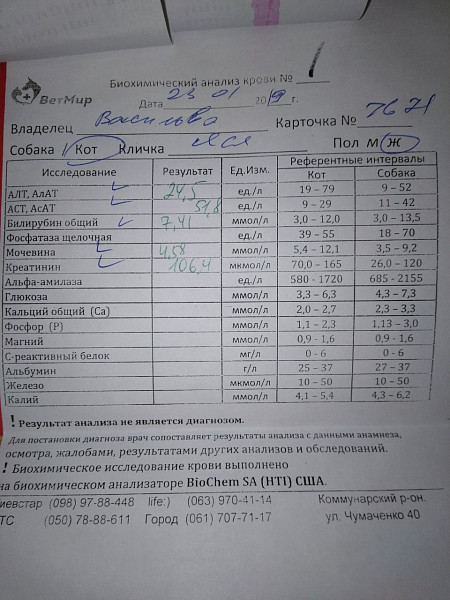 Биохимический анализ крови № 1
ВетМир
Дата 23 01 2019 г.
Владелец Карточка № 7671
Собака / Кот Кличка Ася Пол М Ж
Исследование Результат Ед.Изм. Референтные интервалы
Кот Собака
АЛТ, АлАТ 24,5 ед./л 19 – 79 9 – 52
АСТ, АсАТ 51,8 ед./л 9 – 29 11 – 42
Билирубин общий 7,41 ммол/л 3,0 – 12,0 3,0 – 13,5
Фосфатаза щелочная ед./л 39 – 55 18 – 70
Мочевина 4,58 ммол/л 5,4 – 12,1 3,5 – 9,2
Креатинин 106,4 мкмол/л 70,0 – 165 26,0 – 120
Альфа-амилаза ед./л 580 - 1720 685 - 2155
Глюкоза ммол/л 3,3 – 6,3 4,3 – 7,3
Кальций общий (Ca) ммол/л 2,0 – 2,7 2,3 – 3,3
Фосфор (P) ммол/л 1,1 – 2,3 1,13 – 3,0
Магний ммол/л 0,9 - 1,6 0,9 - 1,6
С-реактивный белок мг/л 0 - 6 0 - 6
Альбумин г/л 25 – 37 27 – 37
Железо мкмол/л 10 – 50 10 – 50
Калий ммол/л 4,1 – 5,4 4,3 – 6,2
! Результат анализа не является диагнозом.
Для постановки диагноза врач сопоставляет результаты анализа с данными анамнеза,
осмотра, жалобами, результатами других анализов и обследований.
! Биохимическое исследование крови выполнено
на биохимическом анализаторе BioChem SA (HTI) США.
иевстар (098) 97-88-448 life:) (063) 970-41-14 Коммунарский р-он.
ТС (050) 78-88-611 Город (061) 707-71-17 ул. Чумаченко 40